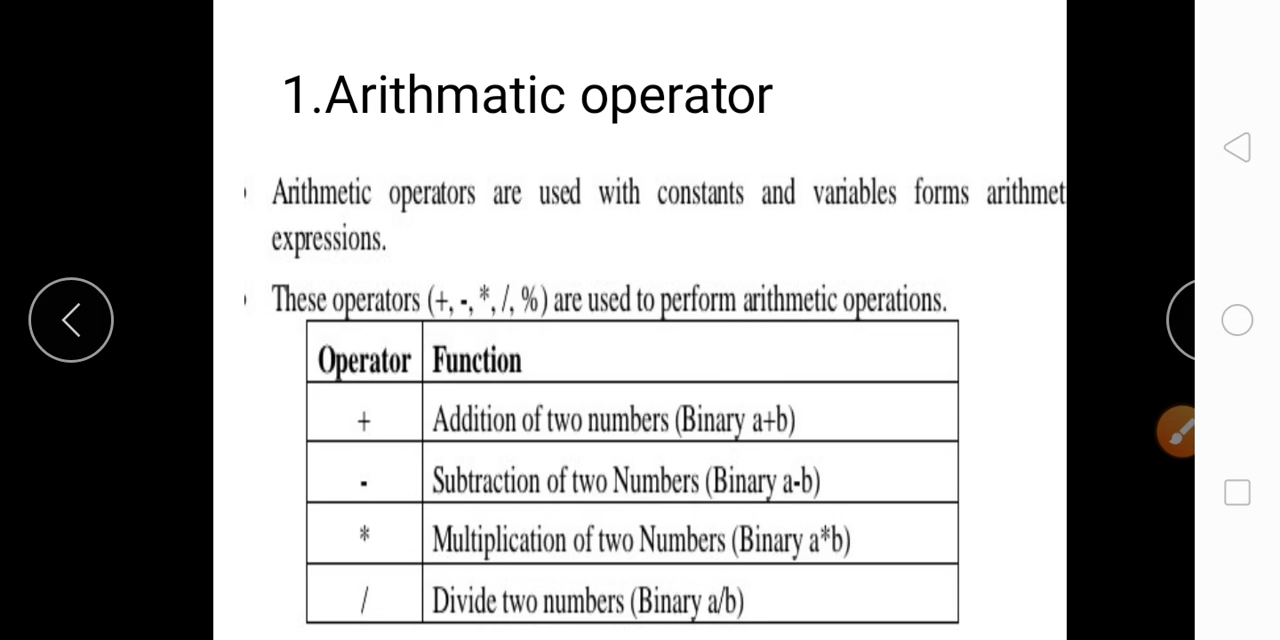 1.Arithmatic operator
Arithmetic operators are used with constants and variables forms arithmet
expressions.
These operators (+, -, *, /, %) are used to perform arithmetic operations.
Operator Function
+ Addition of two numbers (Binary a+b)
- Subtraction of two Numbers (Binary a-b)
* Multiplication of two Numbers (Binary a*b)
/ Divide two numbers (Binary a/b)